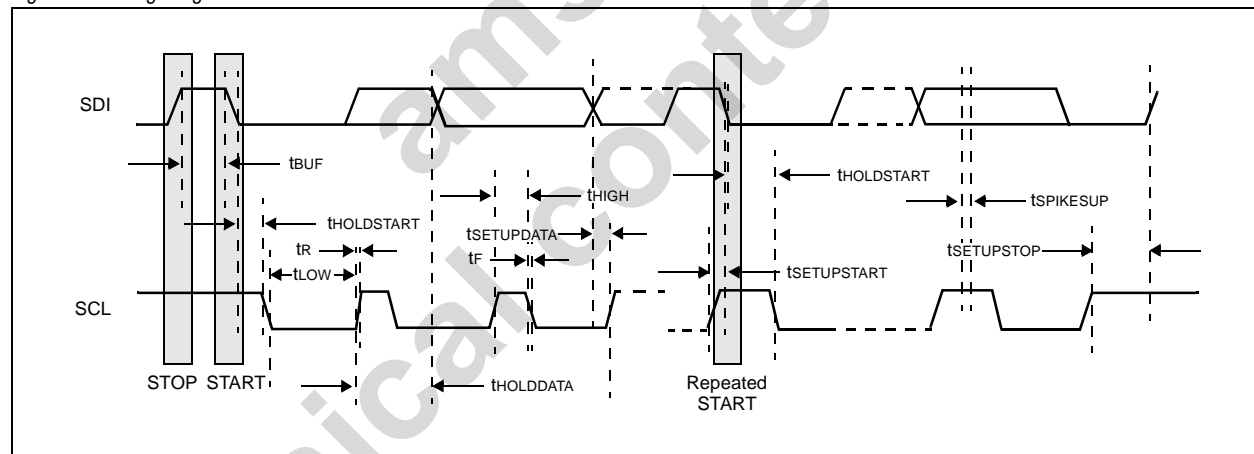 SDI
tBUF
tHOLDSTART
tHIGH
tHOLDSTART
tSPIKESUP
tR
tSETUPDATA
tSETUPSTOP
tLOW
tF
tSETUPSTART
SCL
STOP START
tHOLDDATA
Repeated
START